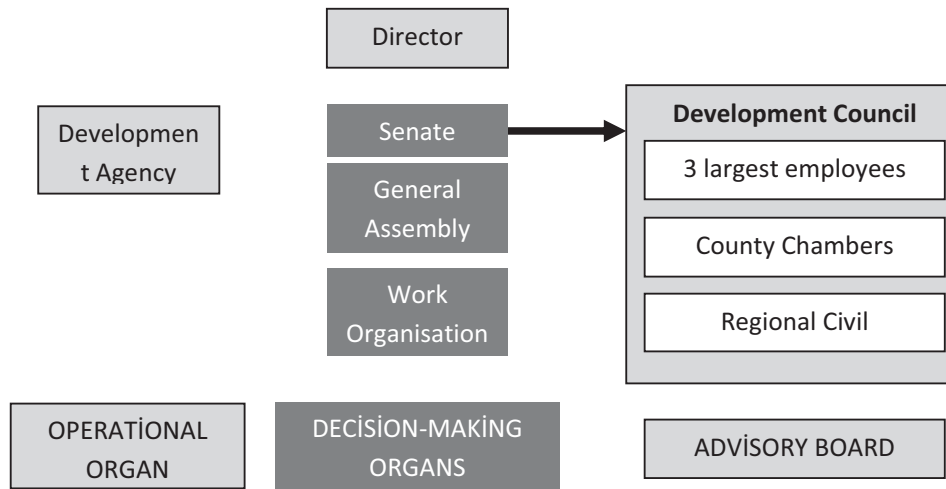 Director
Developmen
t Agency
Senate
General
Assembly
Work
Organisation
Development Council
3 largest employees
County Chambers
Regional Civil
OPERATİONAL
ORGAN
DECİSİON-MAKİNG
ORGANS
ADVİSORY BOARD